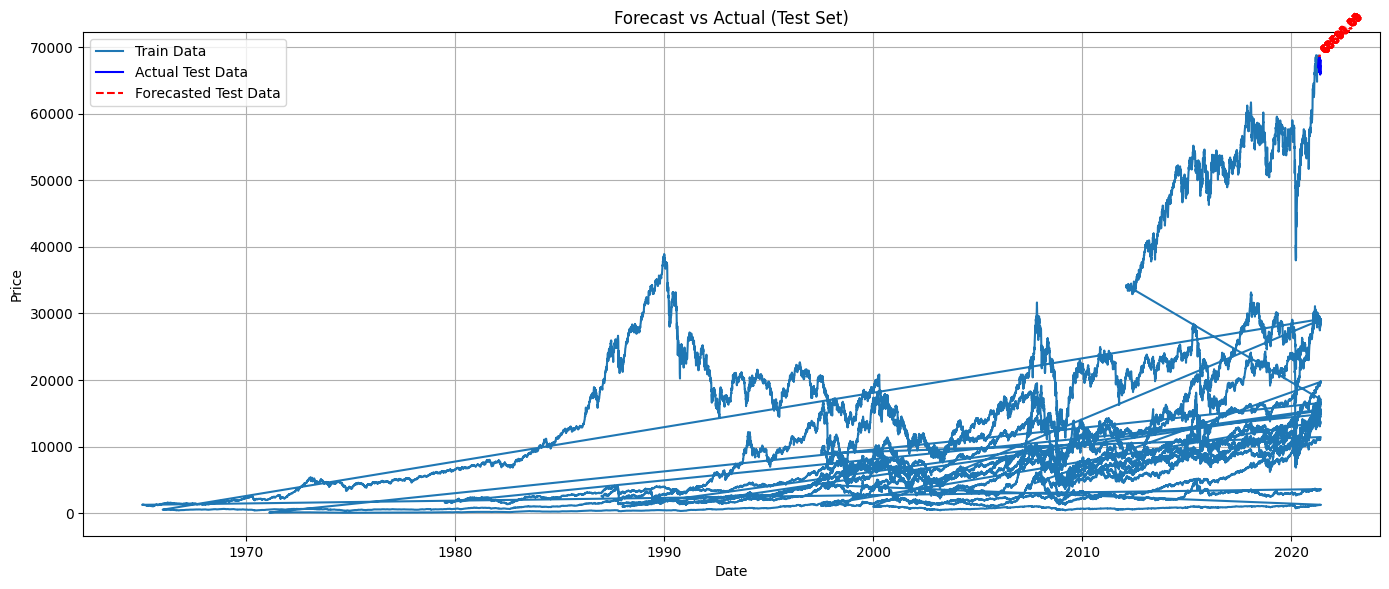 Forecast vs Actual (Test Set)
Train Data
Actual Test Data
Forecasted Test Data
70000
60000
50000
40000
30000
20000
10000
0
Price
1970
1980
1990
2000
2010
2020
Date